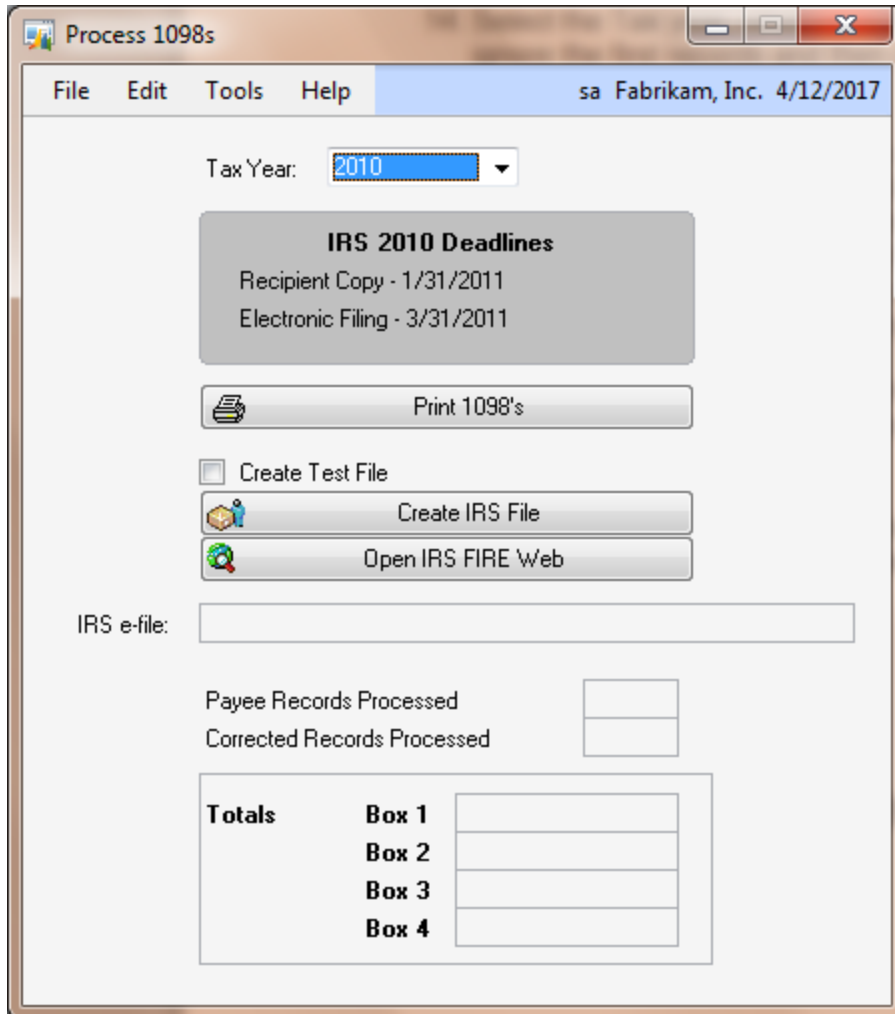 Process 1098s
File Edit Tools Help sa Fabrikam, Inc. 4/12/2017
Tax Year: 2010
IRS 2010 Deadlines
Recipient Copy - 1/31/2011
Electronic Filing - 3/31/2011
Print 1098's
Create Test File
Create IRS File
Open IRS FIRE Web
IRS e-file:
Payee Records Processed
Corrected Records Processed
Totals Box 1
Box 2
Box 3
Box 4